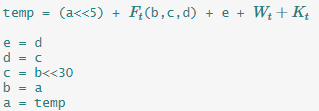 temp = (a<<5) + Fₜ(b,c,d) + e + Wₜ + Kₜ
e = d
d = c
c = b<<30
b = a
a = temp